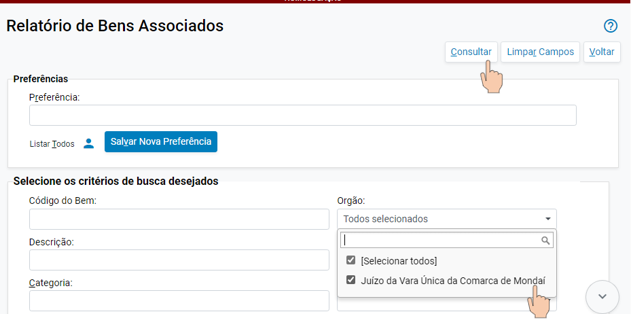 Relatório de Bens Associados
Consultar
Limpar Campos
Voltar
Preferências
Preferência:
Listar Todos
Salvar Nova Preferência
Selecione os critérios de busca desejados
Código do Bem:
Orgão:
Todos selecionados
Descrição:
[Selecionar todos]
Juízo da Vara Única da Comarca de Mondaí
Categoria: